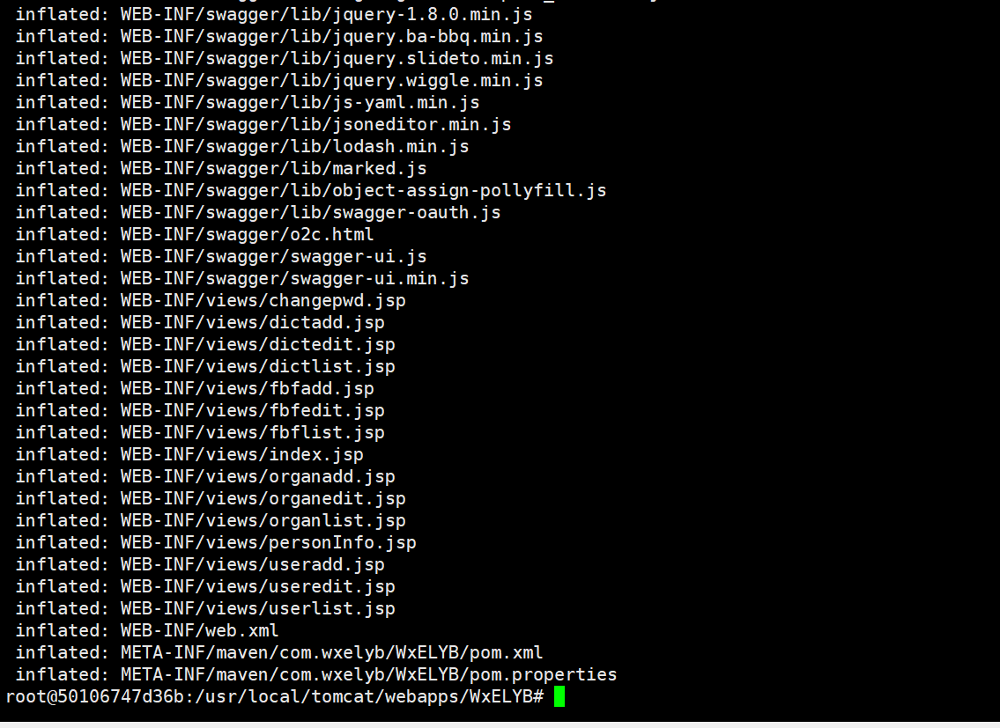 inflated: WEB-INF/swagger/lib/jquery-1.8.0.min.js
inflated: WEB-INF/swagger/lib/jquery.ba-bbq.min.js
inflated: WEB-INF/swagger/lib/jquery.slideto.min.js
inflated: WEB-INF/swagger/lib/jquery.wiggle.min.js
inflated: WEB-INF/swagger/lib/js-yaml.min.js
inflated: WEB-INF/swagger/lib/jsoneditor.min.js
inflated: WEB-INF/swagger/lib/lodash.min.js
inflated: WEB-INF/swagger/lib/marked.js
inflated: WEB-INF/swagger/lib/object-assign-pollyfill.js
inflated: WEB-INF/swagger/lib/swagger-oauth.js
inflated: WEB-INF/swagger/o2c.html
inflated: WEB-INF/swagger/swagger-ui.js
inflated: WEB-INF/swagger/swagger-ui.min.js
inflated: WEB-INF/views/changepwd.jsp
inflated: WEB-INF/views/dictadd.jsp
inflated: WEB-INF/views/dictedit.jsp
inflated: WEB-INF/views/dictlist.jsp
inflated: WEB-INF/views/fbfadd.jsp
inflated: WEB-INF/views/fbfedit.jsp
inflated: WEB-INF/views/fbflist.jsp
inflated: WEB-INF/views/index.jsp
inflated: WEB-INF/views/organadd.jsp
inflated: WEB-INF/views/organedit.jsp
inflated: WEB-INF/views/organlist.jsp
inflated: WEB-INF/views/personInfo.jsp
inflated: WEB-INF/views/useradd.jsp
inflated: WEB-INF/views/useredit.jsp
inflated: WEB-INF/views/userlist.jsp
inflated: WEB-INF/web.xml
inflated: META-INF/maven/com.wxelyb/WxELYB/pom.xml
inflated: META-INF/maven/com.wxelyb/WxELYB/pom.properties
root@50106747d36b:/usr/local/tomcat/webapps/WxELYB#